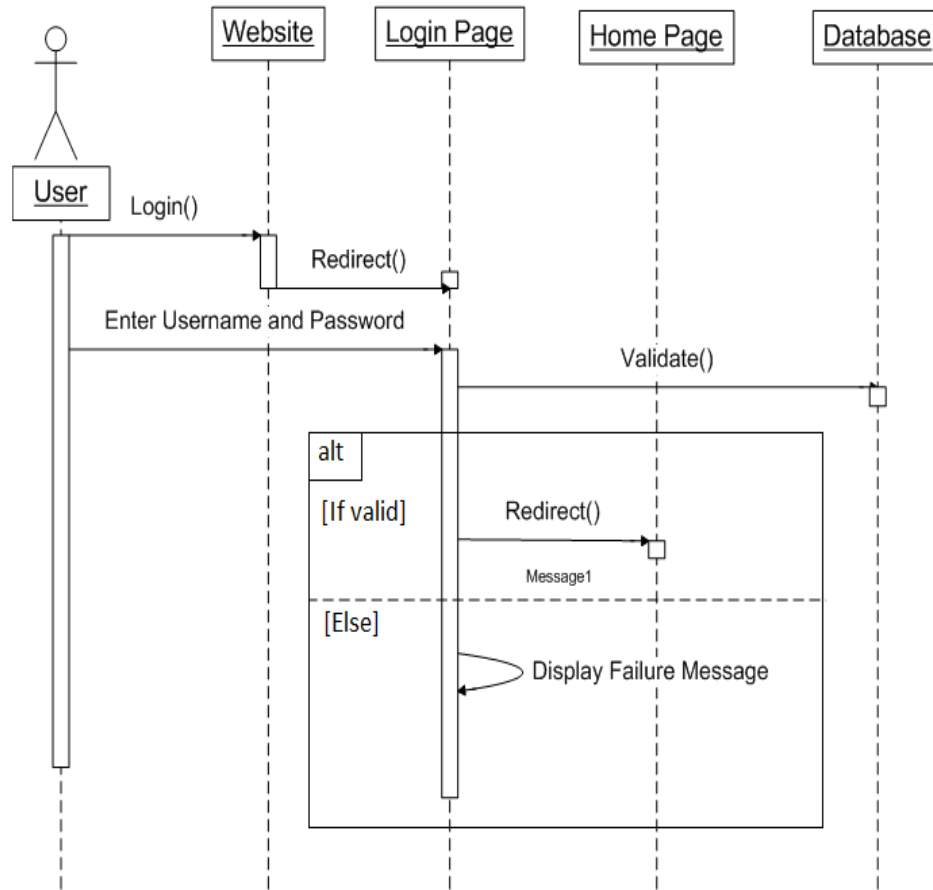 Website
Login Page
Home Page
Database
User
Login()
Redirect()
Enter Username and Password
Validate()
alt
[If valid]
Redirect()
Message1
[Else]
Display Failure Message